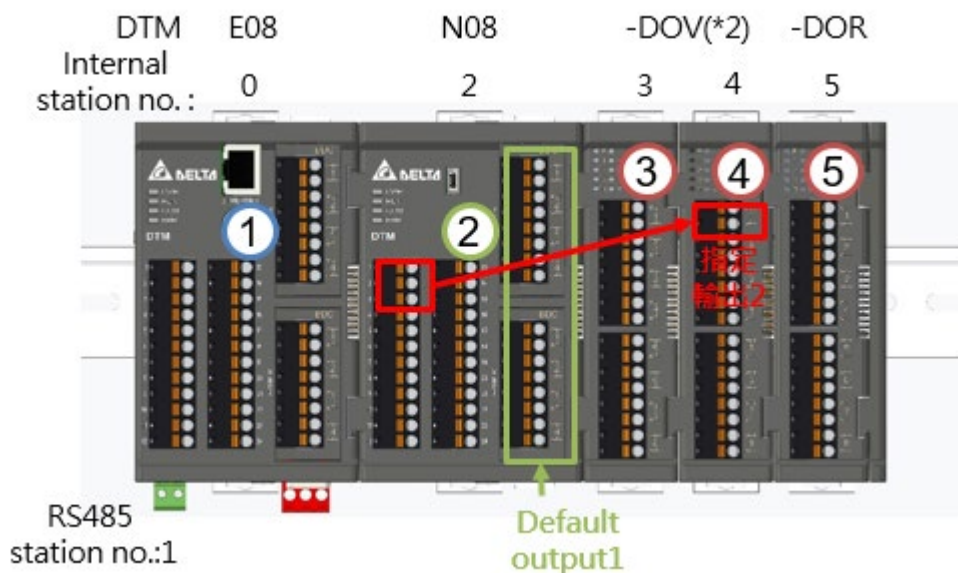 DTM E08 N08 -DOV(*2) -DOR
Internal
station no. : 0 2 3 4 5
DELTA
DELTA
1
2
3
4
5
DTM
DTM
指定
輸出2
RS485
station no.:1
Default
output1